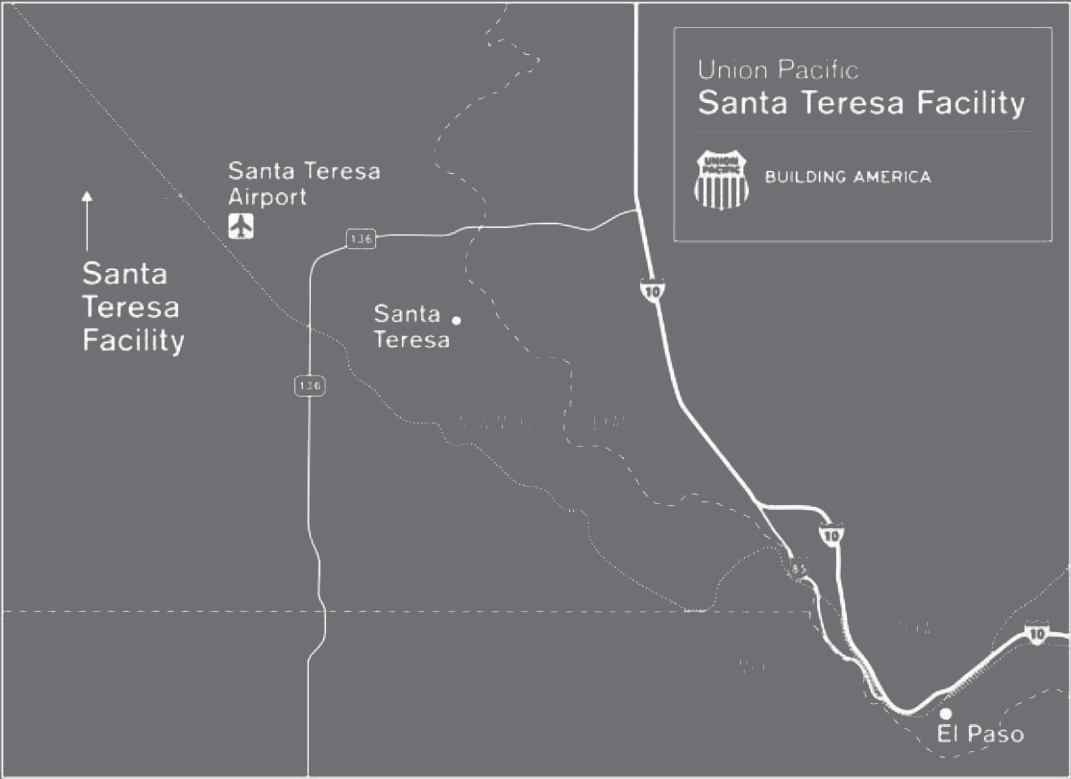 Union Pacific
Santa Teresa Facility
UNION
PACIFIC
BUILDING AMERICA
Santa Teresa
Airport
136
10
Santa
Teresa
Facility
Santa
Teresa
136
10
85
10
El Paso